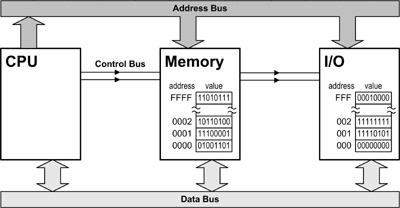 Address Bus
CPU
Control Bus
Memory
address value
FFFF 11010111
0002 10110100
0001 11100001
0000 01001101
I/O
address value
FFF 00010000
002 11111111
001 11110101
000 00000000
Data Bus